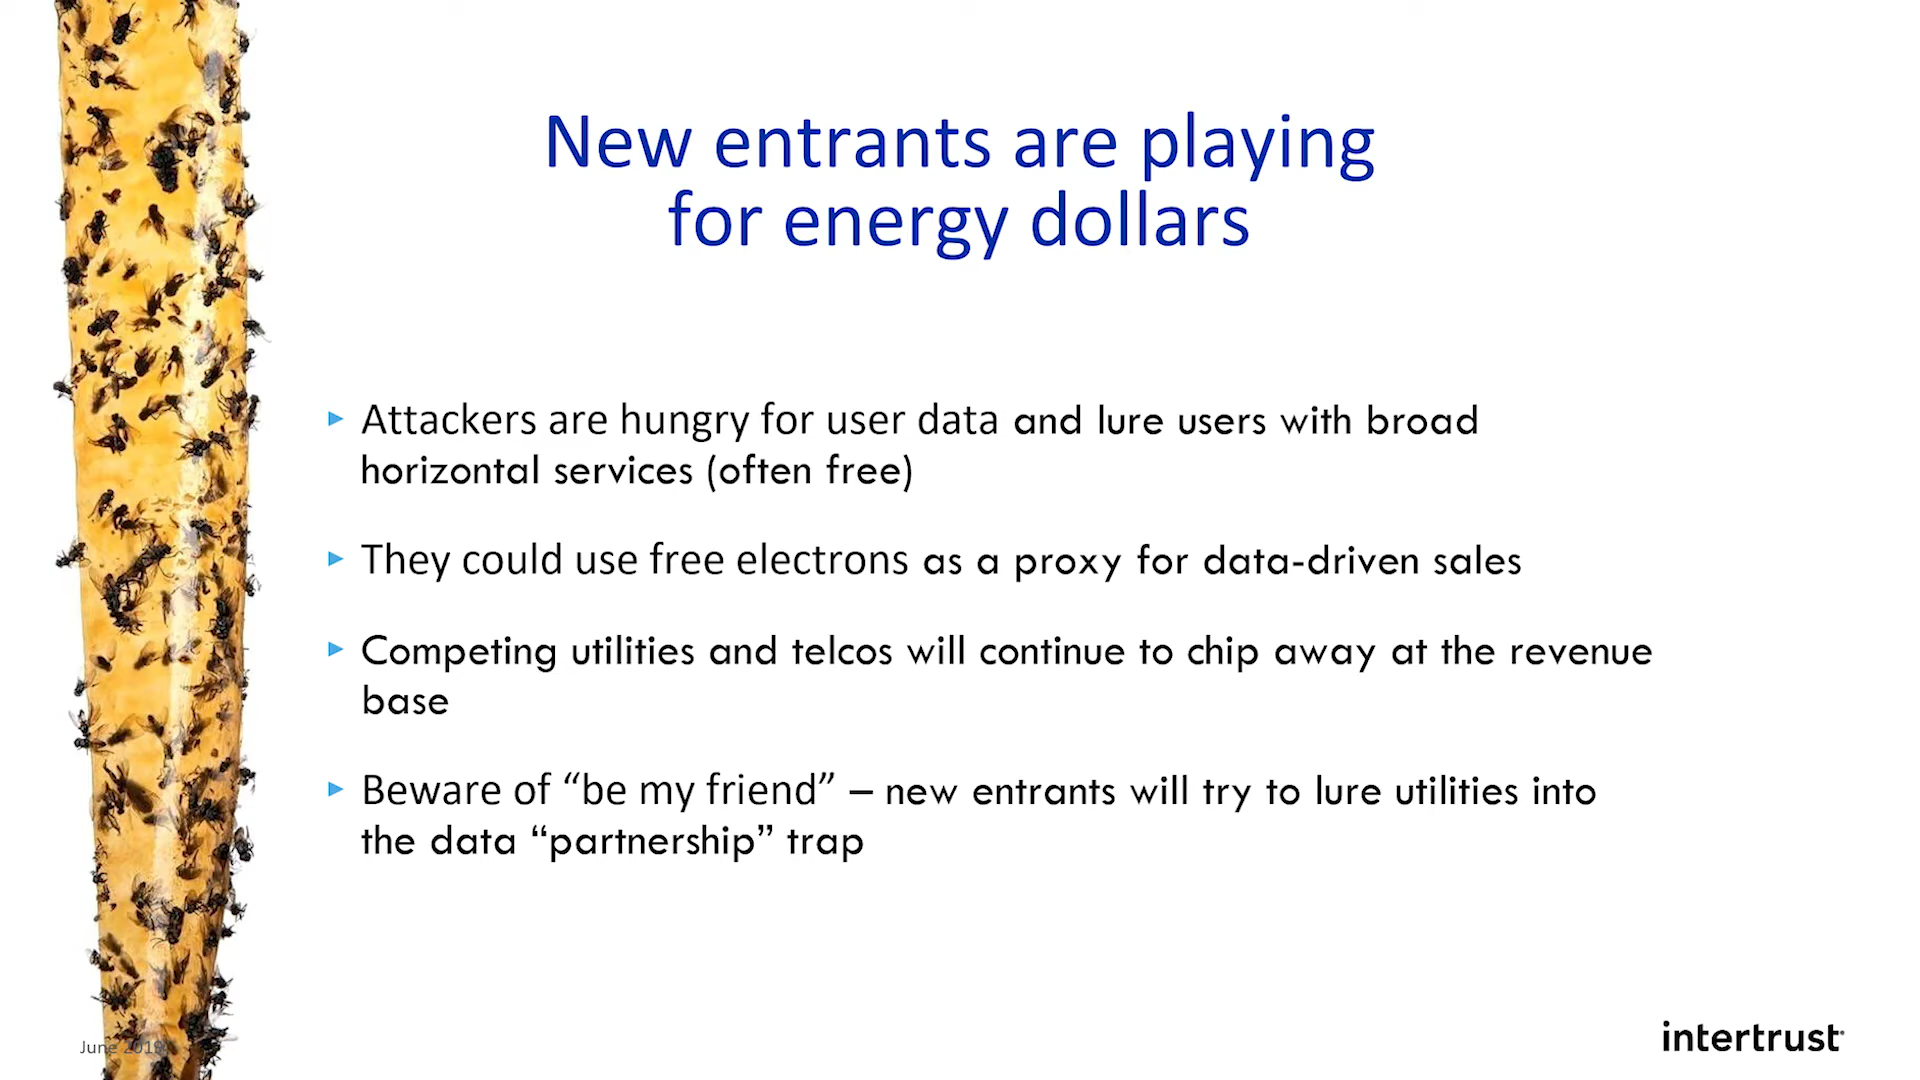 New entrants are playing
for energy dollars
► Attackers are hungry for user data and lure users with broad
horizontal services (often free)
► They could use free electrons as a proxy for data-driven sales
► Competing utilities and telcos will continue to chip away at the revenue
base
► Beware of “be my friend” – new entrants will try to lure utilities into
the data “partnership” trap
June
intertrust